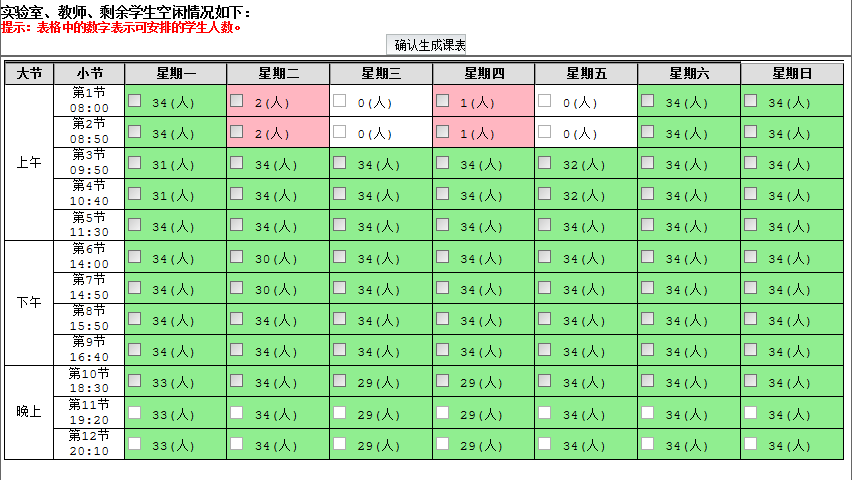 实验室、教师、剩余学生空闲情况如下：
提示：表格中的数字表示可安排的学生人数。
确认生成课表
大节 小节 星期一 星期二 星期三 星期四 星期五 星期六 星期日
上午
第1节 08:00 34(人) 2(人) 0(人) 1(人) 0(人) 34(人) 34(人)
第2节 08:50 34(人) 2(人) 0(人) 1(人) 0(人) 34(人) 34(人)
第3节 09:50 31(人) 34(人) 34(人) 34(人) 32(人) 34(人) 34(人)
第4节 10:40 31(人) 34(人) 34(人) 34(人) 32(人) 34(人) 34(人)
第5节 11:30 34(人) 34(人) 34(人) 34(人) 34(人) 34(人) 34(人)
下午
第6节 14:00 34(人) 30(人) 34(人) 34(人) 34(人) 34(人) 34(人)
第7节 14:50 34(人) 30(人) 34(人) 34(人) 34(人) 34(人) 34(人)
第8节 15:50 34(人) 34(人) 34(人) 34(人) 34(人) 34(人) 34(人)
第9节 16:40 34(人) 34(人) 34(人) 34(人) 34(人) 34(人) 34(人)
晚上
第10节 18:30 33(人) 34(人) 29(人) 29(人) 34(人) 34(人) 34(人)
第11节 19:20 33(人) 34(人) 29(人) 29(人) 34(人) 34(人) 34(人)
第12节 20:10 33(人) 34(人) 29(人) 29(人) 34(人) 34(人) 34(人)